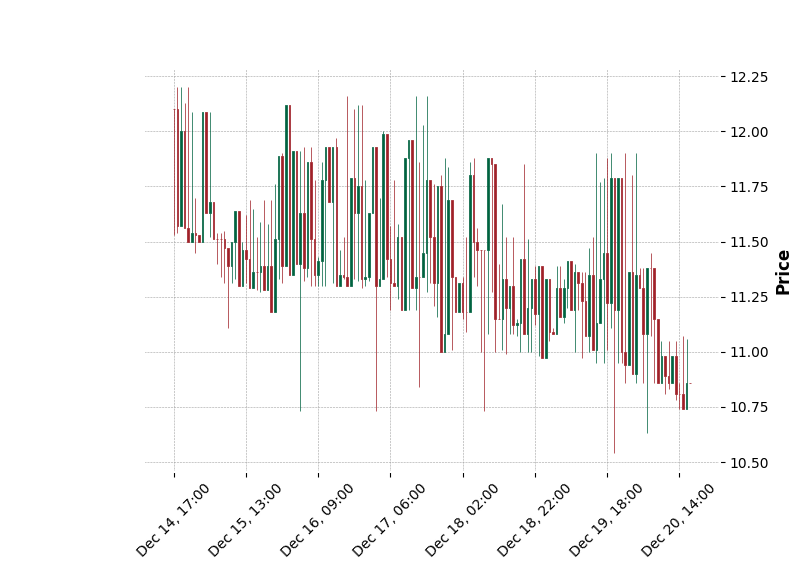 12.25
12.00
11.75
11.50
11.25
11.00
10.75
10.50
Price
Dec 14, 17:00
Dec 15, 13:00
Dec 16, 09:00
Dec 17, 06:00
Dec 18, 02:00
Dec 18, 22:00
Dec 19, 18:00
Dec 20, 14:00